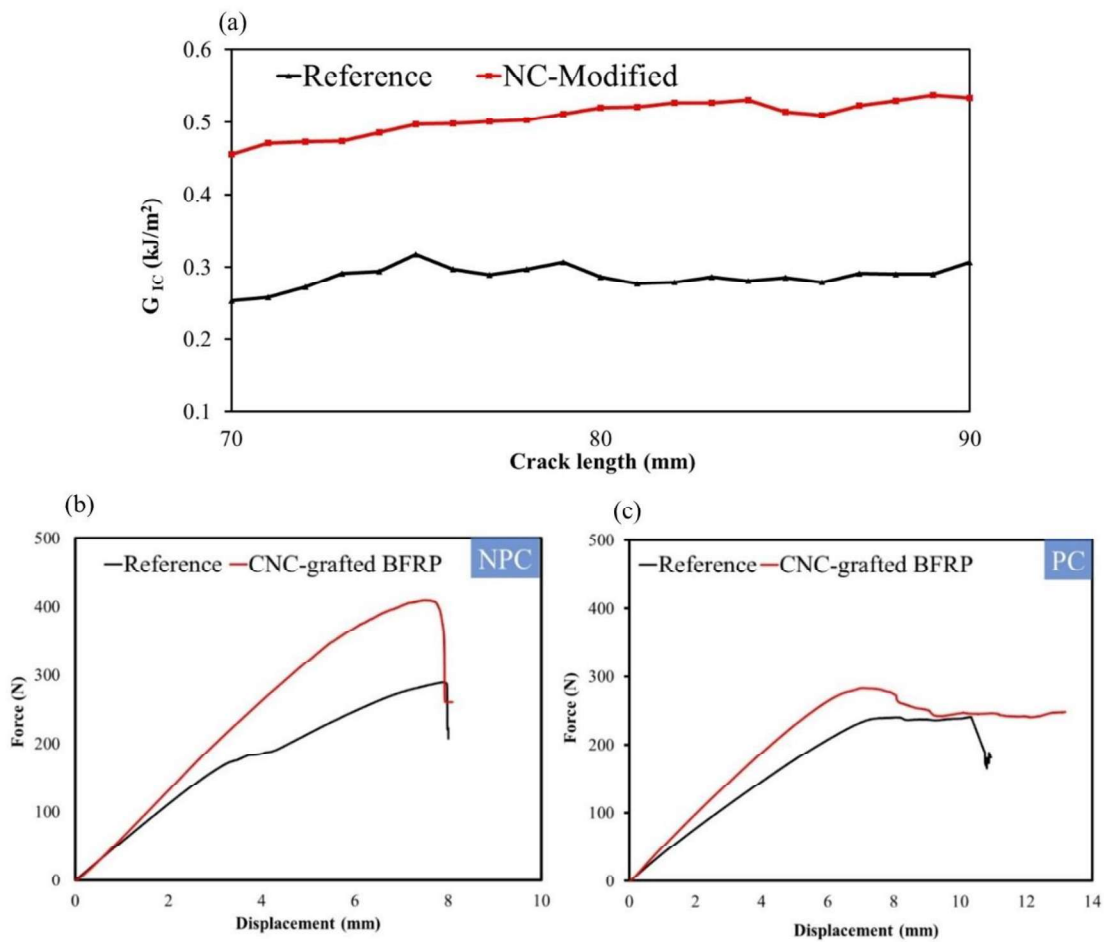 (a)
Reference NC-Modified
0.6
0.5
0.4
0.3
0.2
0.1
G IC (kJ/m²)
70 80 90
Crack length (mm)
(b)
Reference CNC-grafted BFRP NPC
500
400
300
200
100
0
Force (N)
0 2 4 6 8 10
Displacement (mm)
(c)
Reference CNC-grafted BFRP PC
500
400
300
200
100
0
Force (N)
0 2 4 6 8 10 12 14
Displacement (mm)